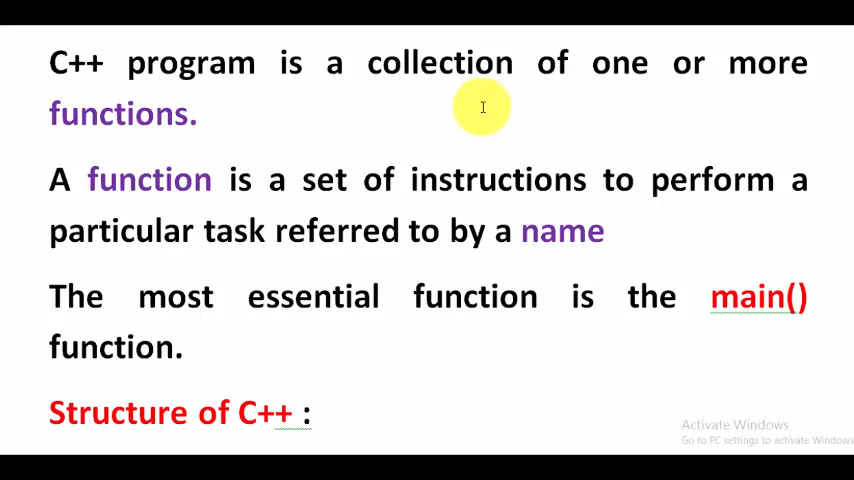 C++ program is a collection of one or more
functions.
A function is a set of instructions to perform a
particular task referred to by a name
The most essential function is the main()
function.
Structure of C++ :
Activate Windows
Go to PC settings to activate Windows